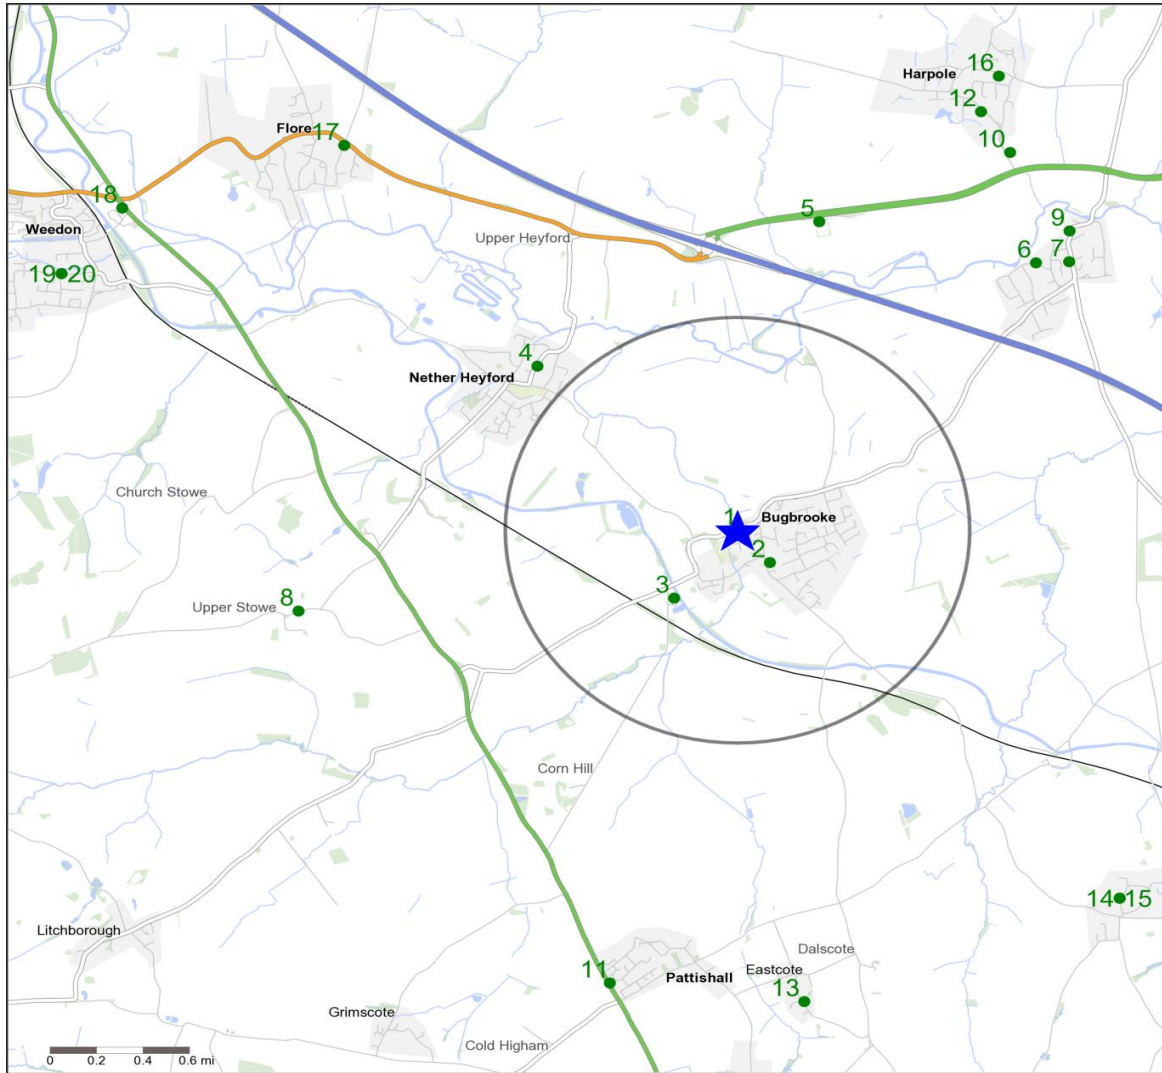 Harpole
16
12
Flore
17
10
18
5
Weedon
Upper Heyford
9
6
7
19
20
4
Nether Heyford
Church Stowe
1
Bugbrooke
2
3
Upper Stowe
8
Corn Hill
14
15
Litchborough
Dalscote
11
Pattishall
Eastcote
13
Grimscote
Cold Higham
0 0.2 0.4 0.6 mi